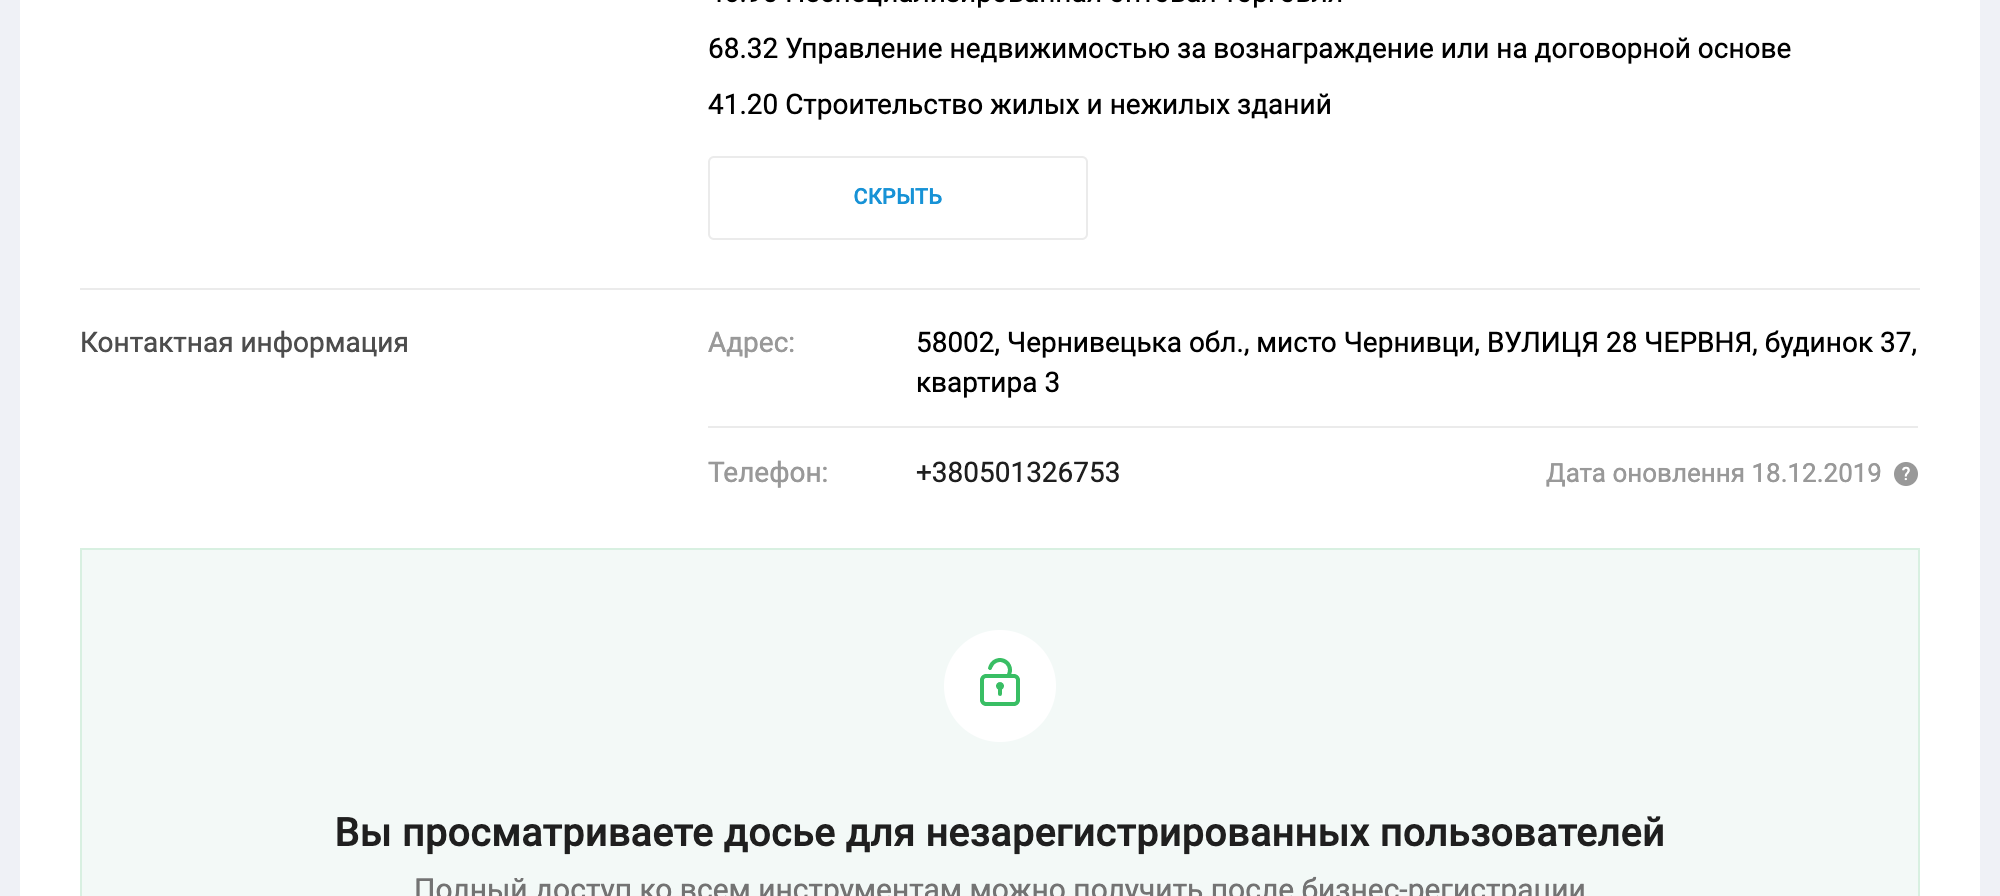 68.32 Управление недвижимостью за вознаграждение или на договорной основе
41.20 Строительство жилых и нежилых зданий
СКРЫТЬ
Контактная информация
Адрес:
58002, Чернивецька обл., мисто Чернивци, ВУЛИЦЯ 28 ЧЕРВНЯ, будинок 37,
квартира 3
Телефон:
+380501326753
Дата оновлення 18.12.2019 ?
Вы просматриваете досье для незарегистрированных пользователей
Полный доступ ко всем инструментам можно получить после бизнес-регистрации